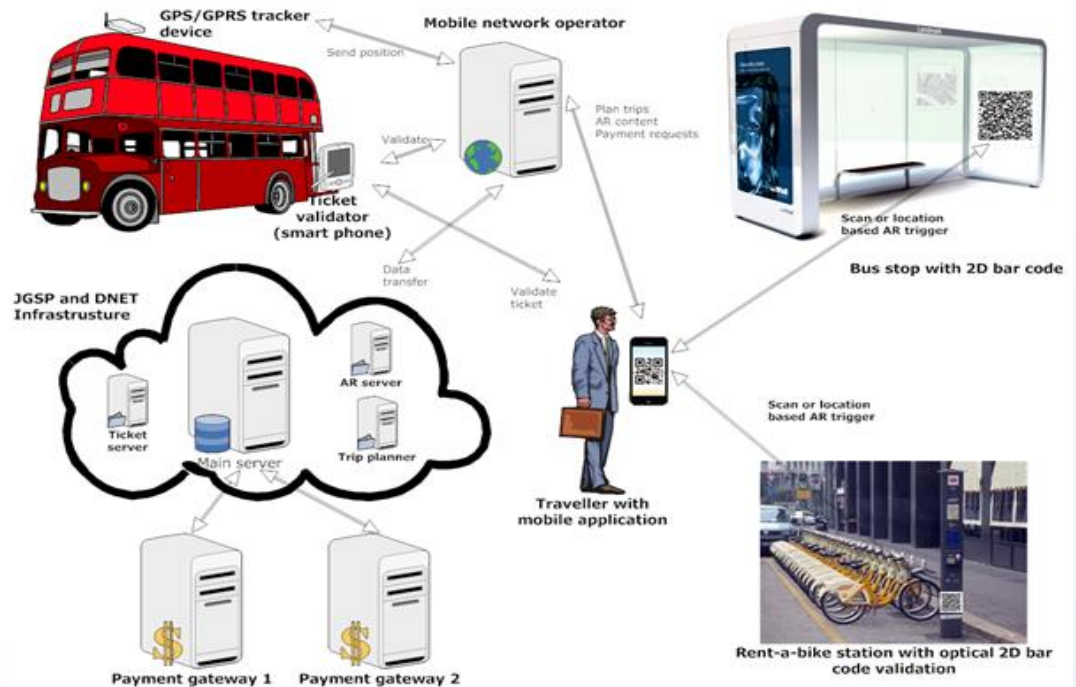 GPS/GPRS tracker
device
Mobile network operator
Send position
Plan trips
AR content
Payment requests
Validate
Ticket
validator
(smart phone)
Scan or location
based AR trigger
Bus stop with 2D bar code
Data
transfer
Validate
ticket
JGSP and DNET
Infrastrusture
AR server
Ticket
server
Main server
Trip planner
Scan or location
based AR trigger
Traveller with
mobile application
Payment gateway 1
Payment gateway 2
Rent-a-bike station with optical 2D bar
code validation